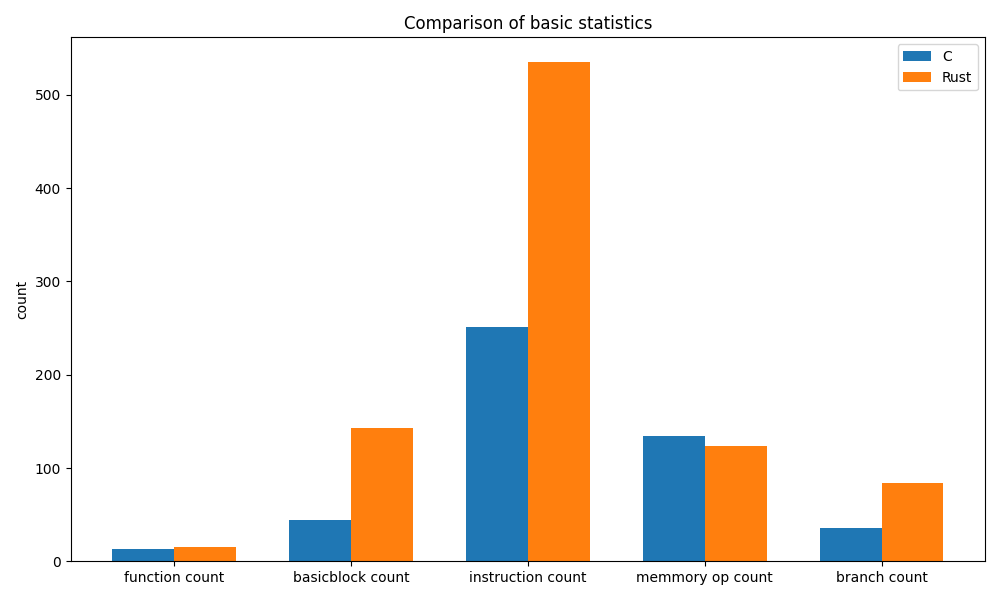 Comparison of basic statistics
C
Rust
count
500
400
300
200
100
0
function count
basicblock count
instruction count
memmory op count
branch count